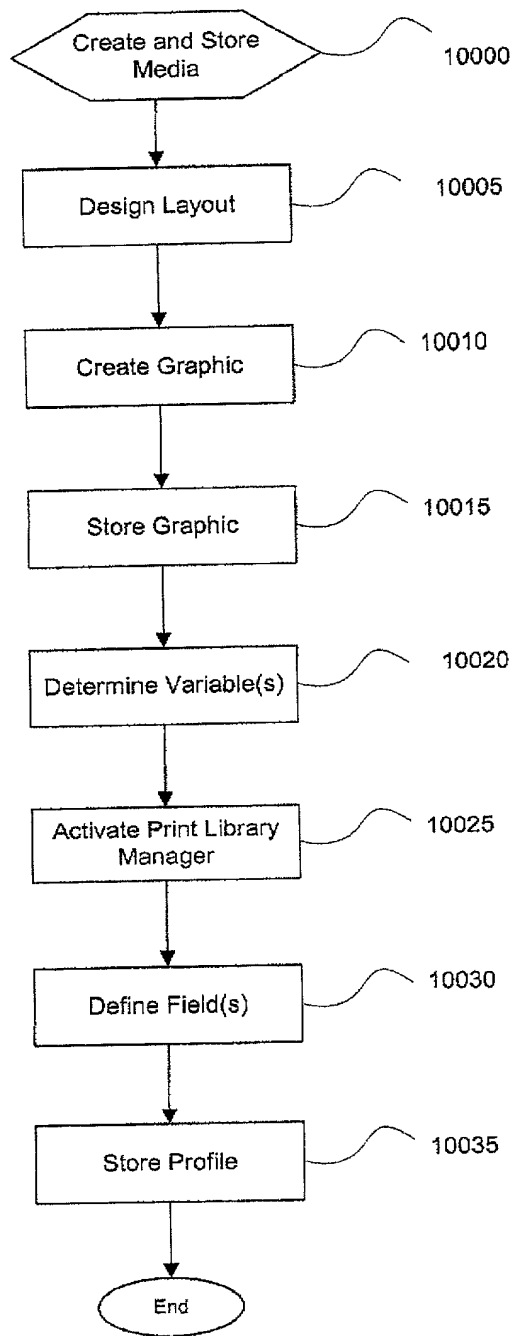 Create and Store
Media
10000
Design Layout
10005
Create Graphic
10010
Store Graphic
10015
Determine Variable(s)
10020
Activate Print Library
Manager
10025
Define Field(s)
10030
Store Profile
10035
End